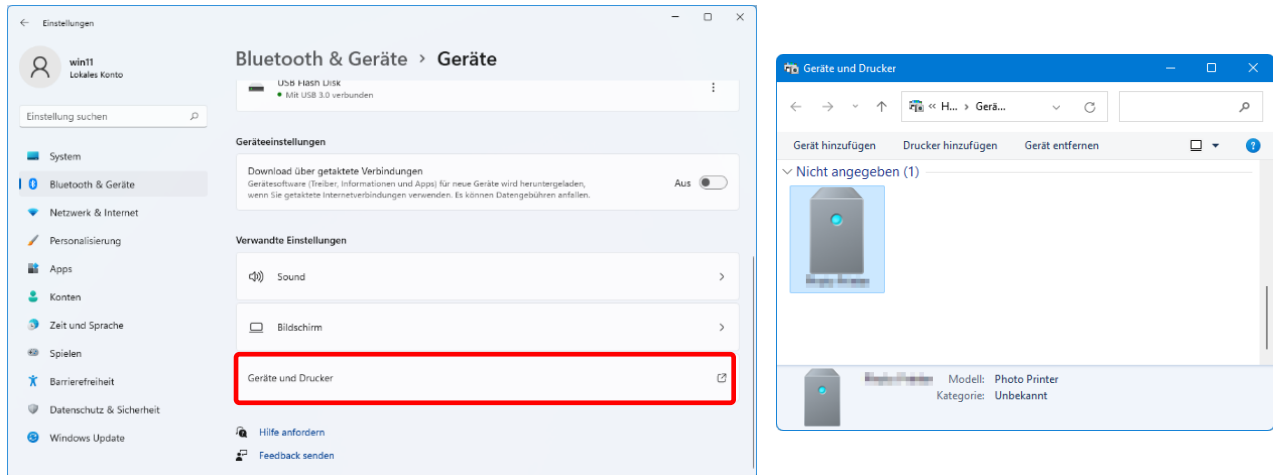 Einstellungen
win11
Lokales Konto
Einstellung suchen
System
Bluetooth & Geräte
Netzwerk & Internet
Personalisierung
Apps
Konten
Zeit und Sprache
Spielen
Barrierefreiheit
Datenschutz & Sicherheit
Windows Update
Bluetooth & Geräte > Geräte
USB Flash Disk
Mit USB 3.0 verbunden
Geräteeinstellungen
Download über getaktete Verbindungen
Gerätesoftware (Treiber, Informationen und Apps) für neue Geräte wird heruntergeladen,
wenn Sie getaktete Internetverbindungen verwenden. Es können Datengebühren anfallen.
Aus
Verwandte Einstellungen
Sound
Bildschirm
Geräte und Drucker
Hilfe anfordern
Feedback senden
Geräte und Drucker
« H... > Gerä...
Gerät hinzufügen Drucker hinzufügen Gerät entfernen
Nicht angegeben (1)
Modell: Photo Printer
Kategorie: Unbekannt